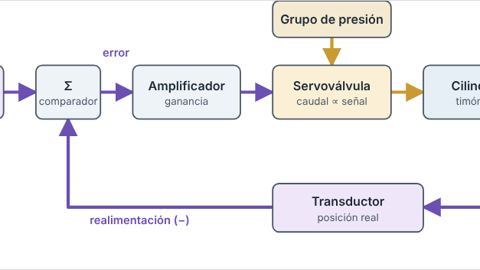 Grupo de presión
error
Σ
comparador
Amplificador
ganancia
Servoválvula
caudal ∝ señal
Transductor
posición real
realimentación (−)